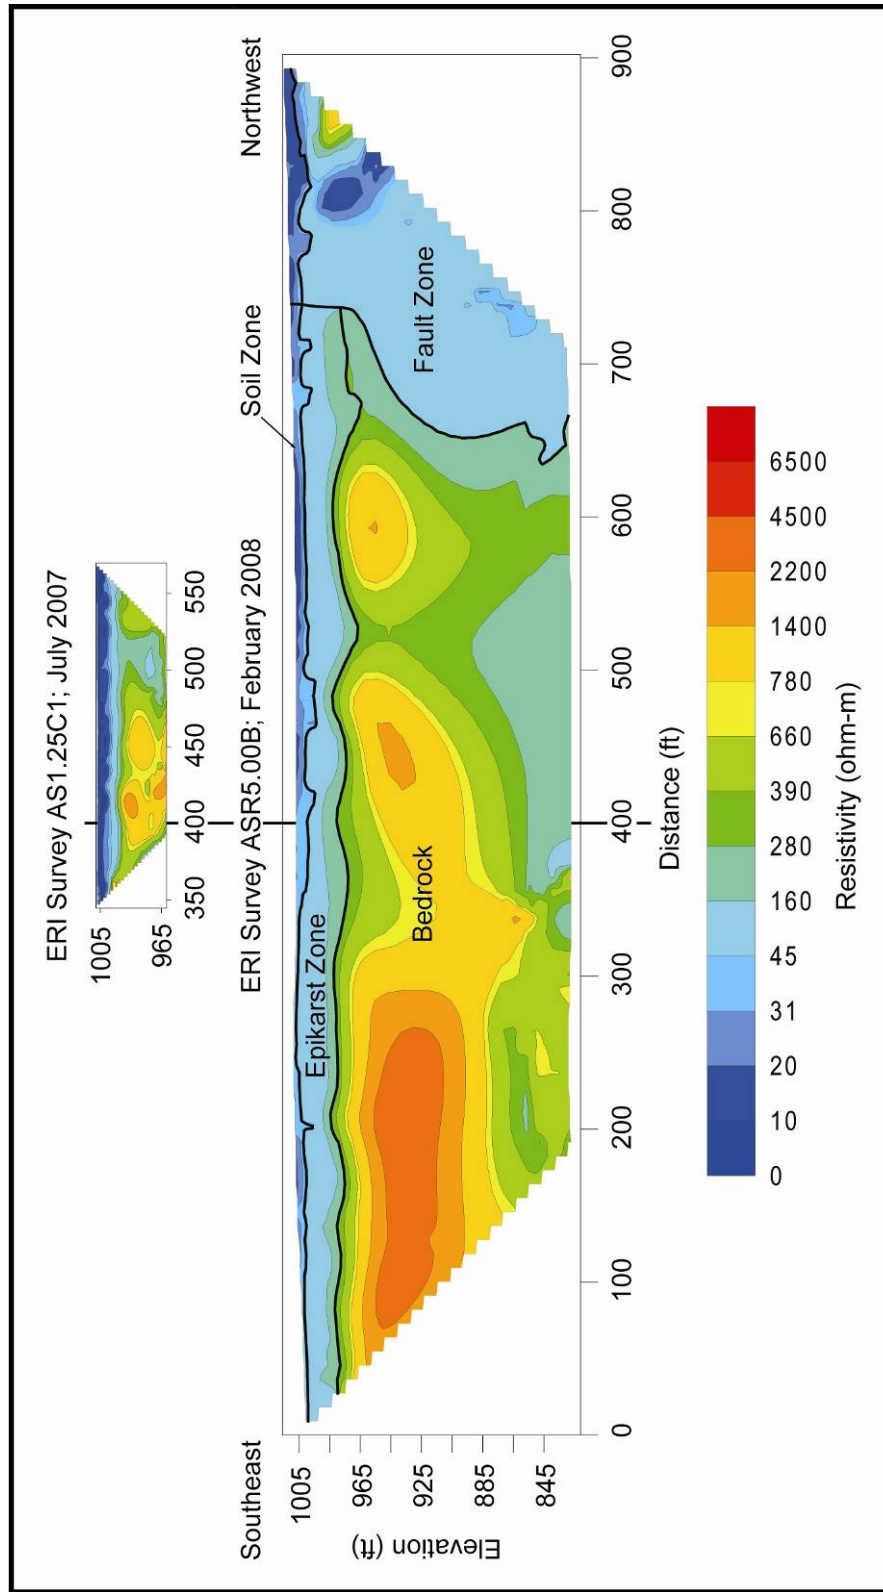 ERI Survey AS1.25C1; July 2007
1005
965
350 400 450 500 550
ERI Survey ASR5.00B; February 2008
Southeast
Northwest
Soil Zone
Epikarst Zone
Bedrock
Fault Zone
Elevation (ft)
1005
965
925
885
845
0 100 200 300 400 500 600 700 800 900
Distance (ft)
0 10 20 31 45 160 280 390 660 780 1400 2200 4500 6500
Resistivity (ohm-m)